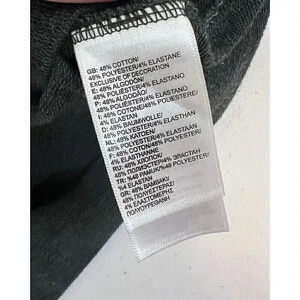 GB: 48% COTTON/
48% POLYESTER/4% ELASTANE
EXCLUSIVE OF DECORATION
E: 48% ALGODÓN/
48% POLIÉSTER/4% ELASTANO
P: 48% ALGODÃO/
48% POLIÉSTER/4% ELASTANO
I: 48% COTONE/48% POLIESTERE/
4% ELASTAN
D: 48% BAUMWOLLE/
48% POLYESTER/4% ELASTHAN
NL: 48% KATOEN/
48% POLYESTER/4% ELASTAAN
F: 48% COTON/48% POLYESTER/
4% ELASTHANNE
RU: 48% ХЛОПОК/
48% ПОЛИЭСТЕР/4% ЭЛАСТАН
TR: %48 PAMUK/%48 POLYESTER/
%4 ELASTAN
GR: 48% ΒΑΜΒΑΚΙ/
48% ΠΟΛΥΕΣΤΕΡΑΣ/
4% ΕΛΑΣΤΟΜΕΡΗΣ
ΠΟΛΥΟΥΡΕΘΑΝΗ